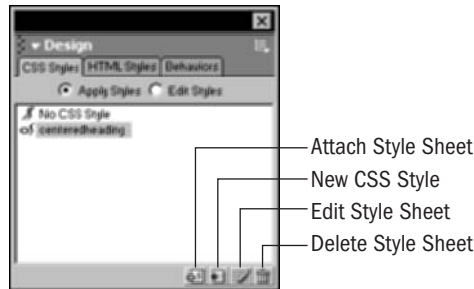 Design
CSS Styles HTML Styles Behaviors
Apply Styles Edit Styles
No CSS Style
centeredheading
Attach Style Sheet
New CSS Style
Edit Style Sheet
Delete Style Sheet